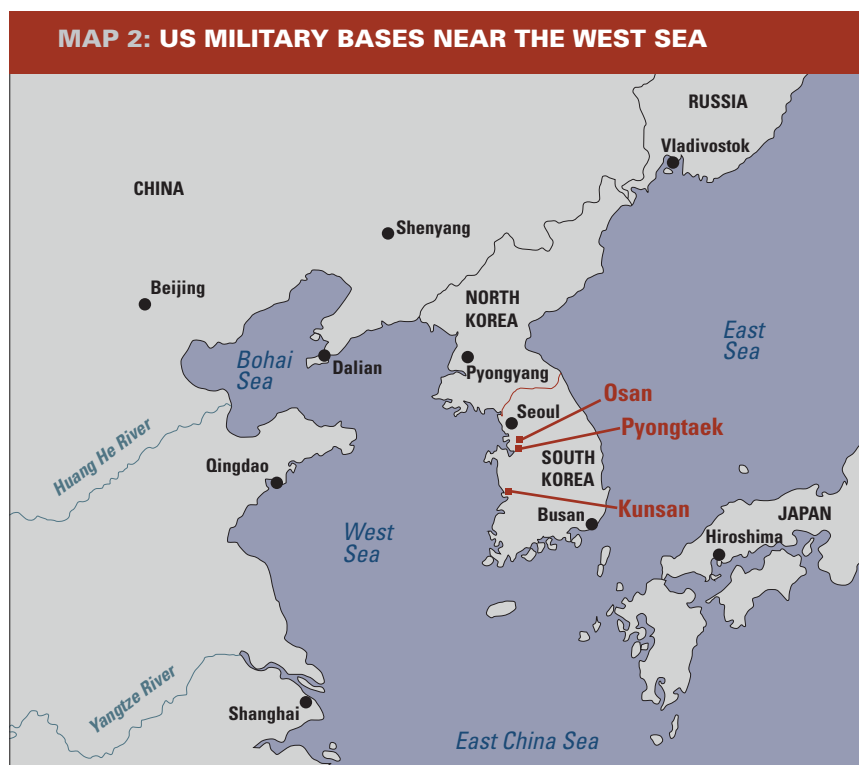 MAP 2: US MILITARY BASES NEAR THE WEST SEA
RUSSIA
Vladivostok
CHINA
Shenyang
Beijing
NORTH
KOREA
East
Sea
Bohai
Sea
Dalian
Pyongyang
Osan
Seoul
Pyongtaek
Huang He River
Qingdao
SOUTH
KOREA
Kunsan
Busan
JAPAN
West
Sea
Hiroshima
Yangtze River
Shanghai
East China Sea